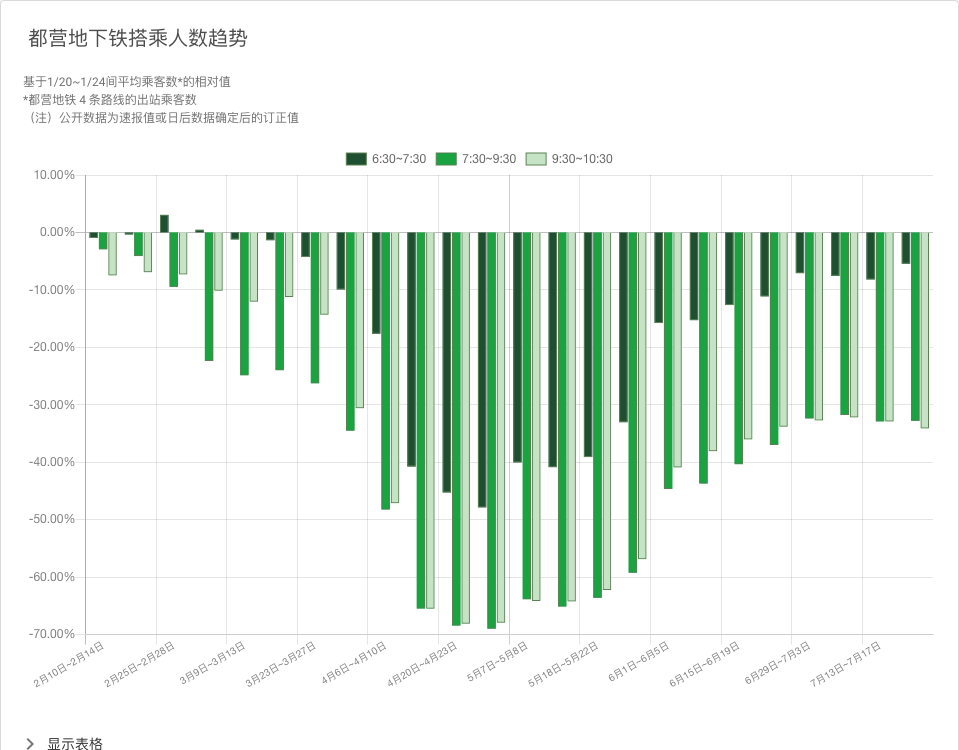 都营地下铁搭乘人数趋势
基于1/20~1/24间平均乘客数*的相对值
*都营地铁 4 条路线的出站乘客数
（注）公开数据为速报值或日后数据确定后的订正值
6:30~7:30 7:30~9:30 9:30~10:30
10.00%
0.00%
-10.00%
-20.00%
-30.00%
-40.00%
-50.00%
-60.00%
-70.00%
2月10日~2月14日
2月25日~2月28日
3月9日~3月13日
3月23日~3月27日
4月6日~4月10日
4月20日~4月23日
5月7日~5月8日
5月18日~5月22日
6月1日~6月5日
6月15日~6月19日
6月29日~7月3日
7月13日~7月17日
显示表格